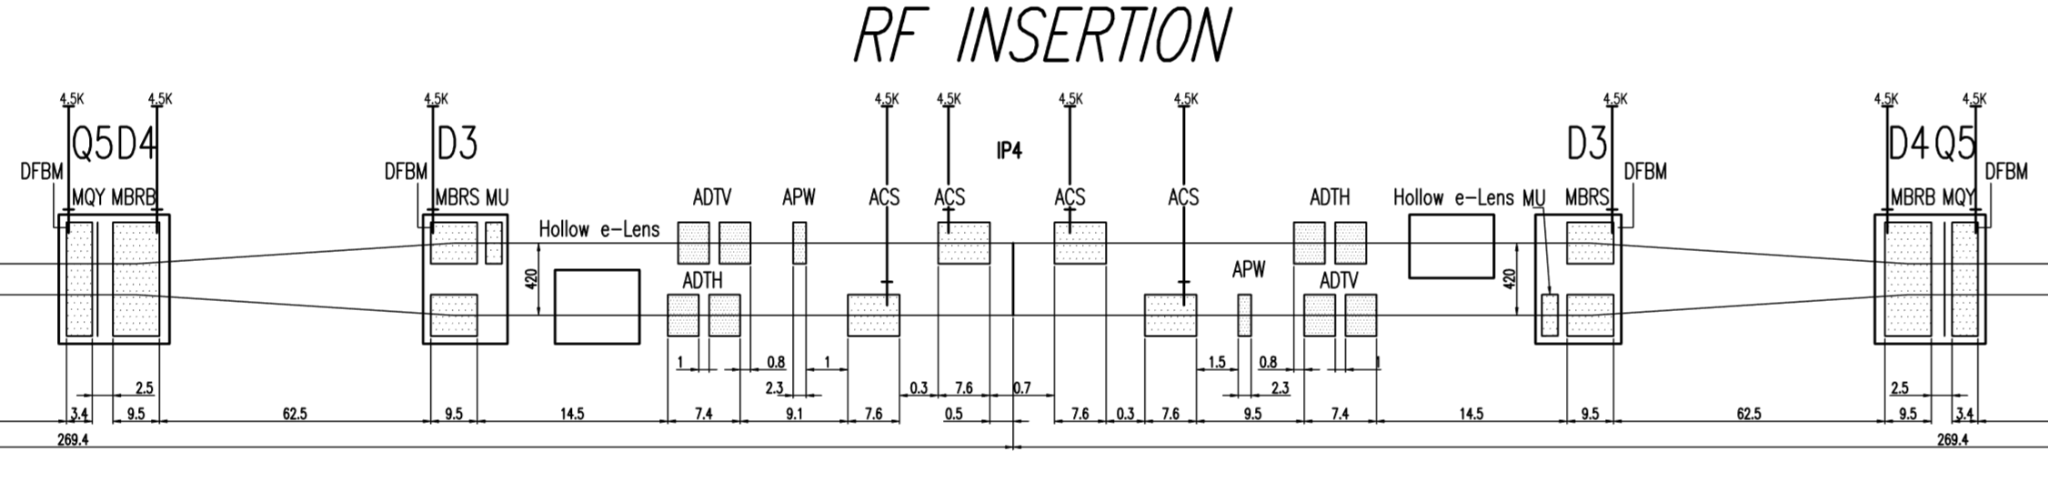 RF INSERTION
4.5K 4.5K 4.5K 4.5K 4.5K 4.5K 4.5K 4.5K 4.5K 4.5K
Q5 D4 D3 IP4 D3 D4 Q5
DFBM DFBM DFBM DFBM
MQY MBRB MBRS MU ADTV APW ACS ACS ACS ACS ADTH Hollow e-Lens MU MBRS MBRB MQY
Hollow e-Lens
420 ADTH APW ADTV 420
1 0.8 1 1.5 0.8 1
2.5 2.3 0.3 7.6 0.7 2.3 2.5
3.4 9.5 62.5 9.5 14.5 7.4 9.1 7.6 0.5 7.6 0.3 7.6 9.5 7.4 14.5 9.5 62.5 9.5 3.4
269.4 269.4